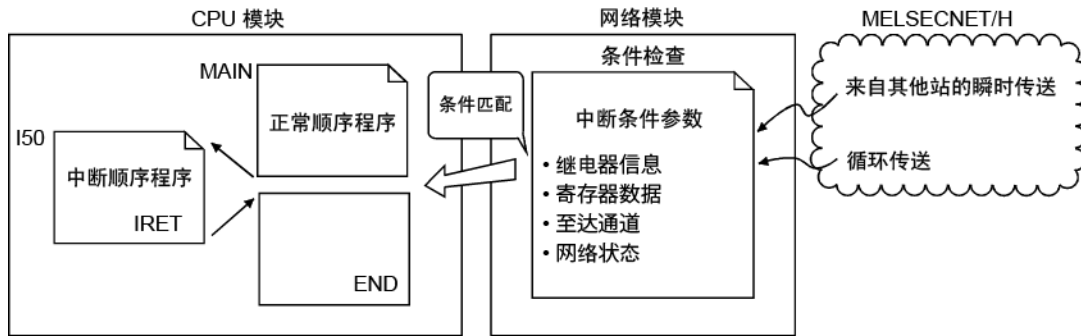 CPU 模块
MAIN
正常顺序程序
I50
中断顺序程序
IRET
END
网络模块
条件检查
条件匹配
中断条件参数
• 继电器信息
• 寄存器数据
• 至达通道
• 网络状态
MELSECNET/H
来自其他站的瞬时传送
循环传送